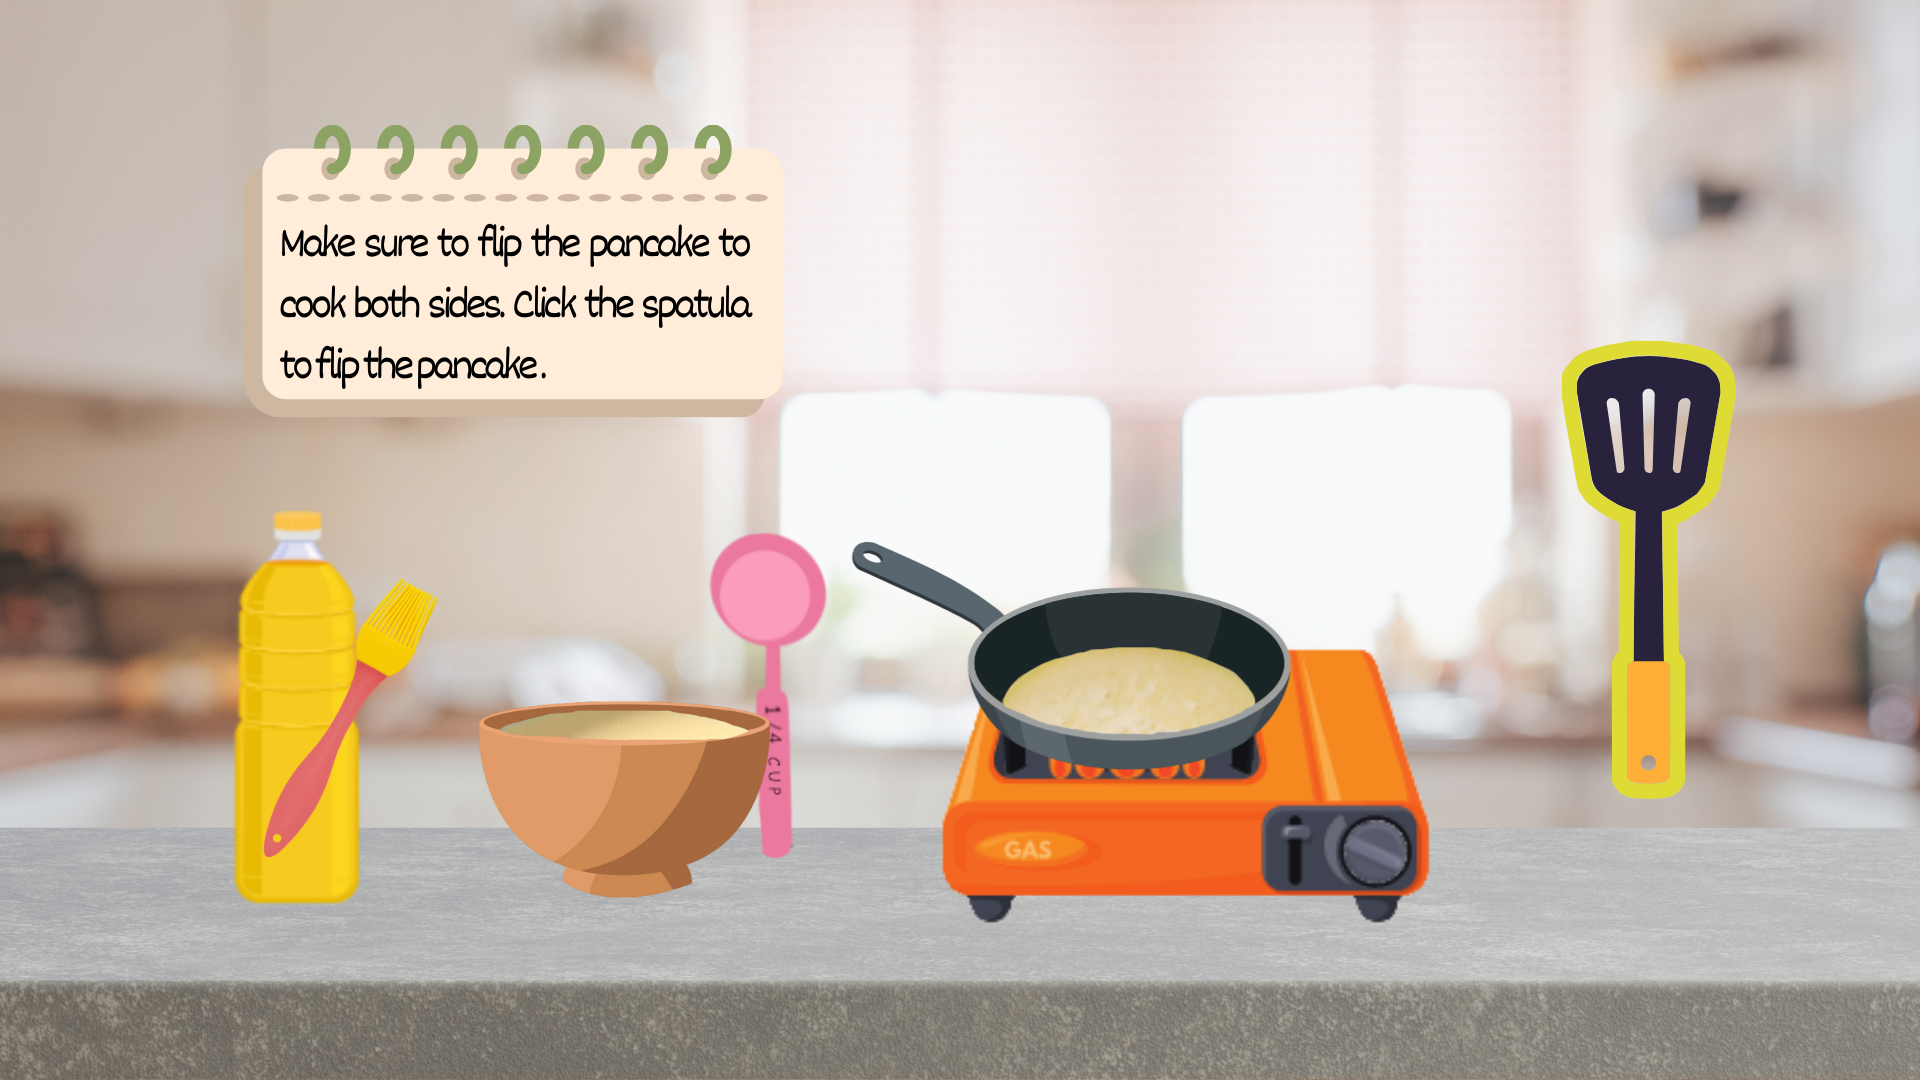 Make sure to flip the pancake to
cook both sides. Click the spatula
to flip the pancake.
1/4 CUP
GAS